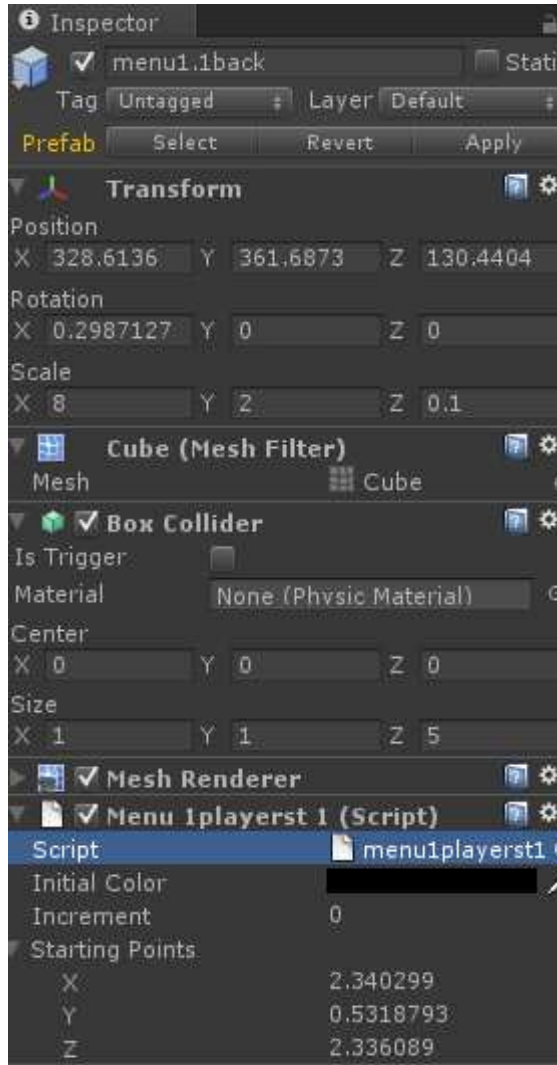 Inspector
menu1.1back Stati
Tag Untagged Layer Default
Prefab Select Revert Apply
Transform
Position
X 328.6136 Y 361.6873 Z 130.4404
Rotation
X 0.2987127 Y 0 Z 0
Scale
X 8 Y 2 Z 0.1
Cube (Mesh Filter)
Mesh Cube
Box Collider
Is Trigger
Material None (Physic Material)
Center
X 0 Y 0 Z 0
Size
X 1 Y 1 Z 5
Mesh Renderer
Menu 1playerst 1 (Script)
Script menu1playerst1
Initial Color
Increment 0
Starting Points
X 2.340299
Y 0.5318793
Z 2.336089